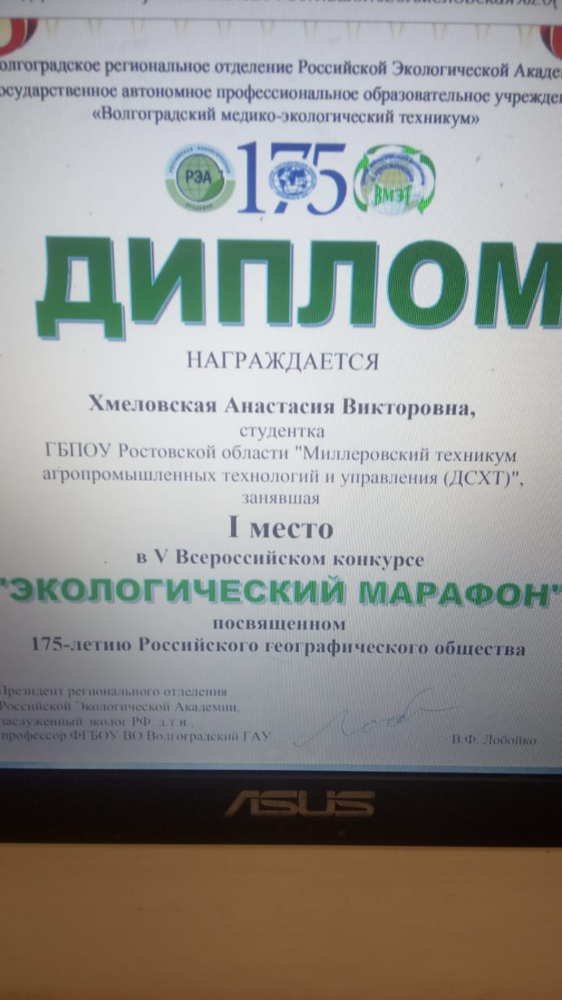 олгоградское региональное отделение Российской Экологической Акаде
осударственное автономное профессиональное образовательное учрежде
«Волгоградский медико-экологический техникум»
РЭА 175 ВМЭТ
ДИПЛОМ
НАГРАЖДАЕТСЯ
Хмеловская Анастасия Викторовна,
студентка
ГБПОУ Ростовской области "Миллеровский техникум
агропромышленных технологий и управления (ДСХТ)",
занявшая
I место
в V Всероссийском конкурсе
"ЭКОЛОГИЧЕСКИЙ МАРАФОН"
посвященном
175-летию Российского географического общества
Президент регионального отделения
Российской Экологической Академии,
заслуженный эколог РФ, д.т.н.,
профессор ФГБОУ ВО Волгоградский ГАУ
В.Ф. Лобойко
ASUS